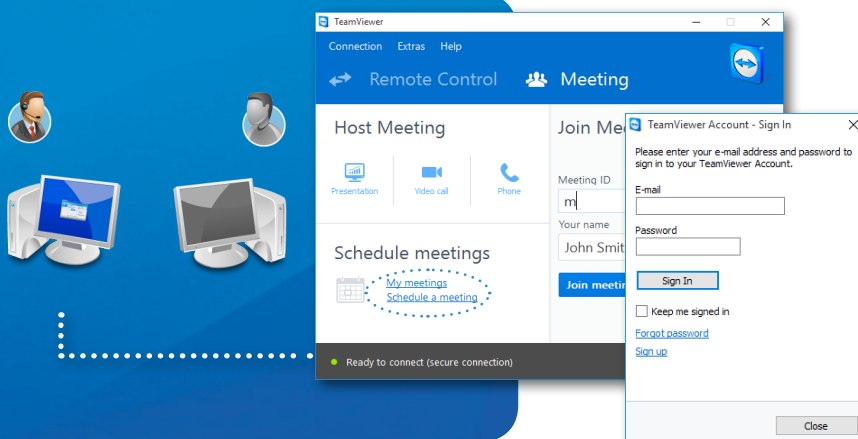 TeamViewer
Connection Extras Help
Remote Control
Meeting
Host Meeting
Presentation
Video call
Phone
Schedule meetings
My meetings
Schedule a meeting
Join Me
Meeting ID
m
Your name
John Smit
Join meeti
Ready to connect (secure connection)
TeamViewer Account - Sign In
Please enter your e-mail address and password to
sign in to your TeamViewer Account.
E-mail
Password
Sign In
Keep me signed in
Forgot password
Sign up
Close